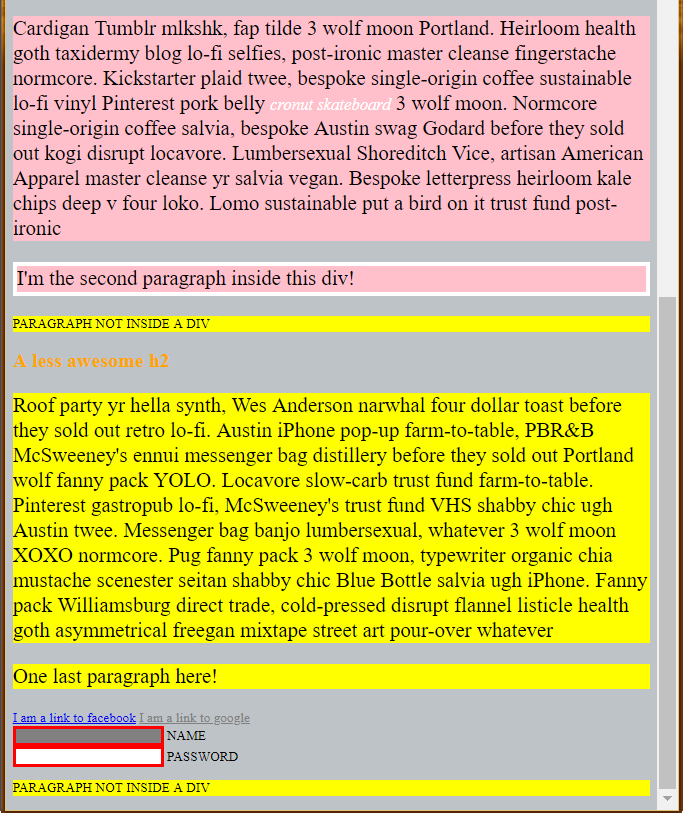 Cardigan Tumblr mlkshk, fap tilde 3 wolf moon Portland. Heirloom health
goth taxidermy blog lo-fi selfies, post-ironic master cleanse fingerstache
normcore. Kickstarter plaid twee, bespoke single-origin coffee sustainable
lo-fi vinyl Pinterest pork belly cronut skateboard 3 wolf moon. Normcore
single-origin coffee salvia, bespoke Austin swag Godard before they sold
out kogi disrupt locavore. Lumbersexual Shoreditch Vice, artisan American
Apparel master cleanse yr salvia vegan. Bespoke letterpress heirloom kale
chips deep v four loko. Lomo sustainable put a bird on it trust fund post-
ironic
I'm the second paragraph inside this div!
PARAGRAPH NOT INSIDE A DIV
A less awesome h2
Roof party yr hella synth, Wes Anderson narwhal four dollar toast before
they sold out retro lo-fi. Austin iPhone pop-up farm-to-table, PBR&B
McSweeney's ennui messenger bag distillery before they sold out Portland
wolf fanny pack YOLO. Locavore slow-carb trust fund farm-to-table.
Pinterest gastropub lo-fi, McSweeney's trust fund VHS shabby chic ugh
Austin twee. Messenger bag banjo lumbersexual, whatever 3 wolf moon
XOXO normcore. Pug fanny pack 3 wolf moon, typewriter organic chia
mustache scenester seitan shabby chic Blue Bottle salvia ugh iPhone. Fanny
pack Williamsburg direct trade, cold-pressed disrupt flannel listicle health
goth asymmetrical freegan mixtape street art pour-over whatever
One last paragraph here!
I am a link to facebook I am a link to google
NAME
PASSWORD
PARAGRAPH NOT INSIDE A DIV